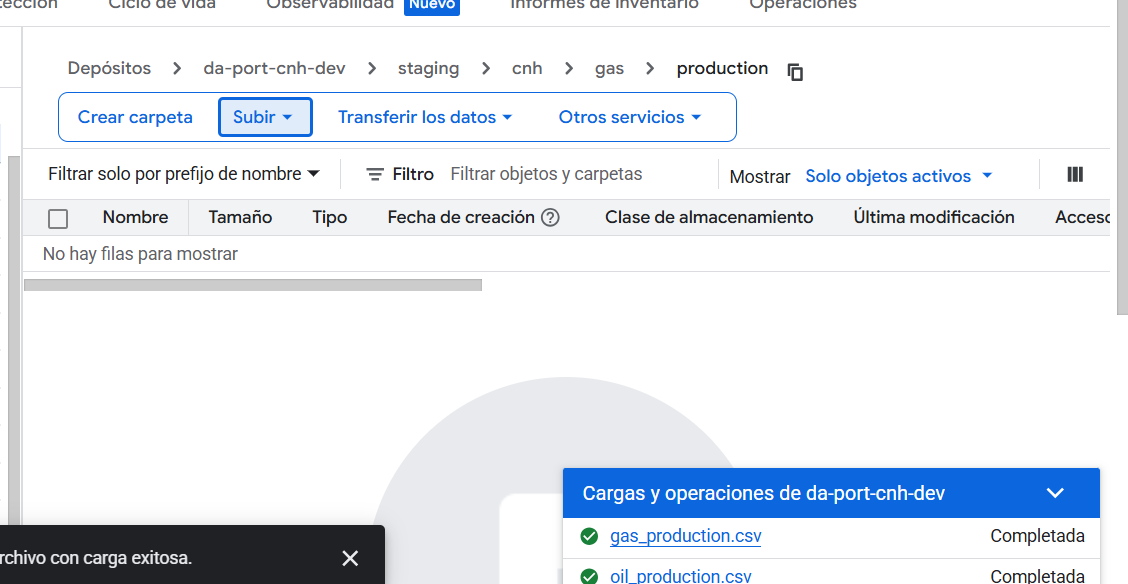 tección Ciclo de vida Observabilidad Nuevo Informes de inventario Operaciones
Depósitos > da-port-cnh-dev > staging > cnh > gas > production
Crear carpeta Subir Transferir los datos Otros servicios
Filtrar solo por prefijo de nombre Filtro Filtrar objetos y carpetas Mostrar Solo objetos activos
Nombre Tamaño Tipo Fecha de creación ? Clase de almacenamiento Última modificación Acceso
No hay filas para mostrar
Cargas y operaciones de da-port-cnh-dev
gas_production.csv Completada
rchivo con carga exitosa.
oil_production.csv Completada